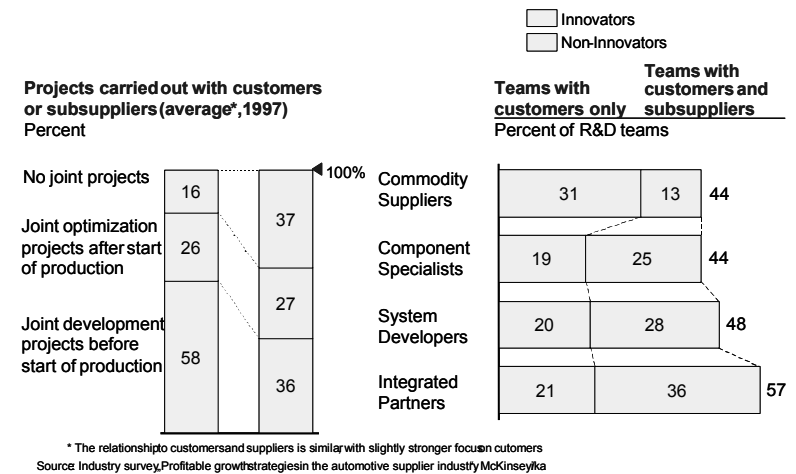 Innovators
Non-Innovators
Projects carried out with customers
or subsuppliers (average*, 1997)
Percent
Teams with
customers only
Teams with
customers and
subsuppliers
Percent of R&D teams
No joint projects
16
37
100%
Joint optimization
projects after start
of production
26
27
Joint development
projects before
start of production
58
36
Commodity
Suppliers
31
13
44
Component
Specialists
19
25
44
System
Developers
20
28
48
Integrated
Partners
21
36
57
* The relationship to customers and suppliers is similar, with slightly stronger focus on cutomers
Source: Industry survey „Profitable growth strategies in the automotive supplier industry“, McKinsey/ika